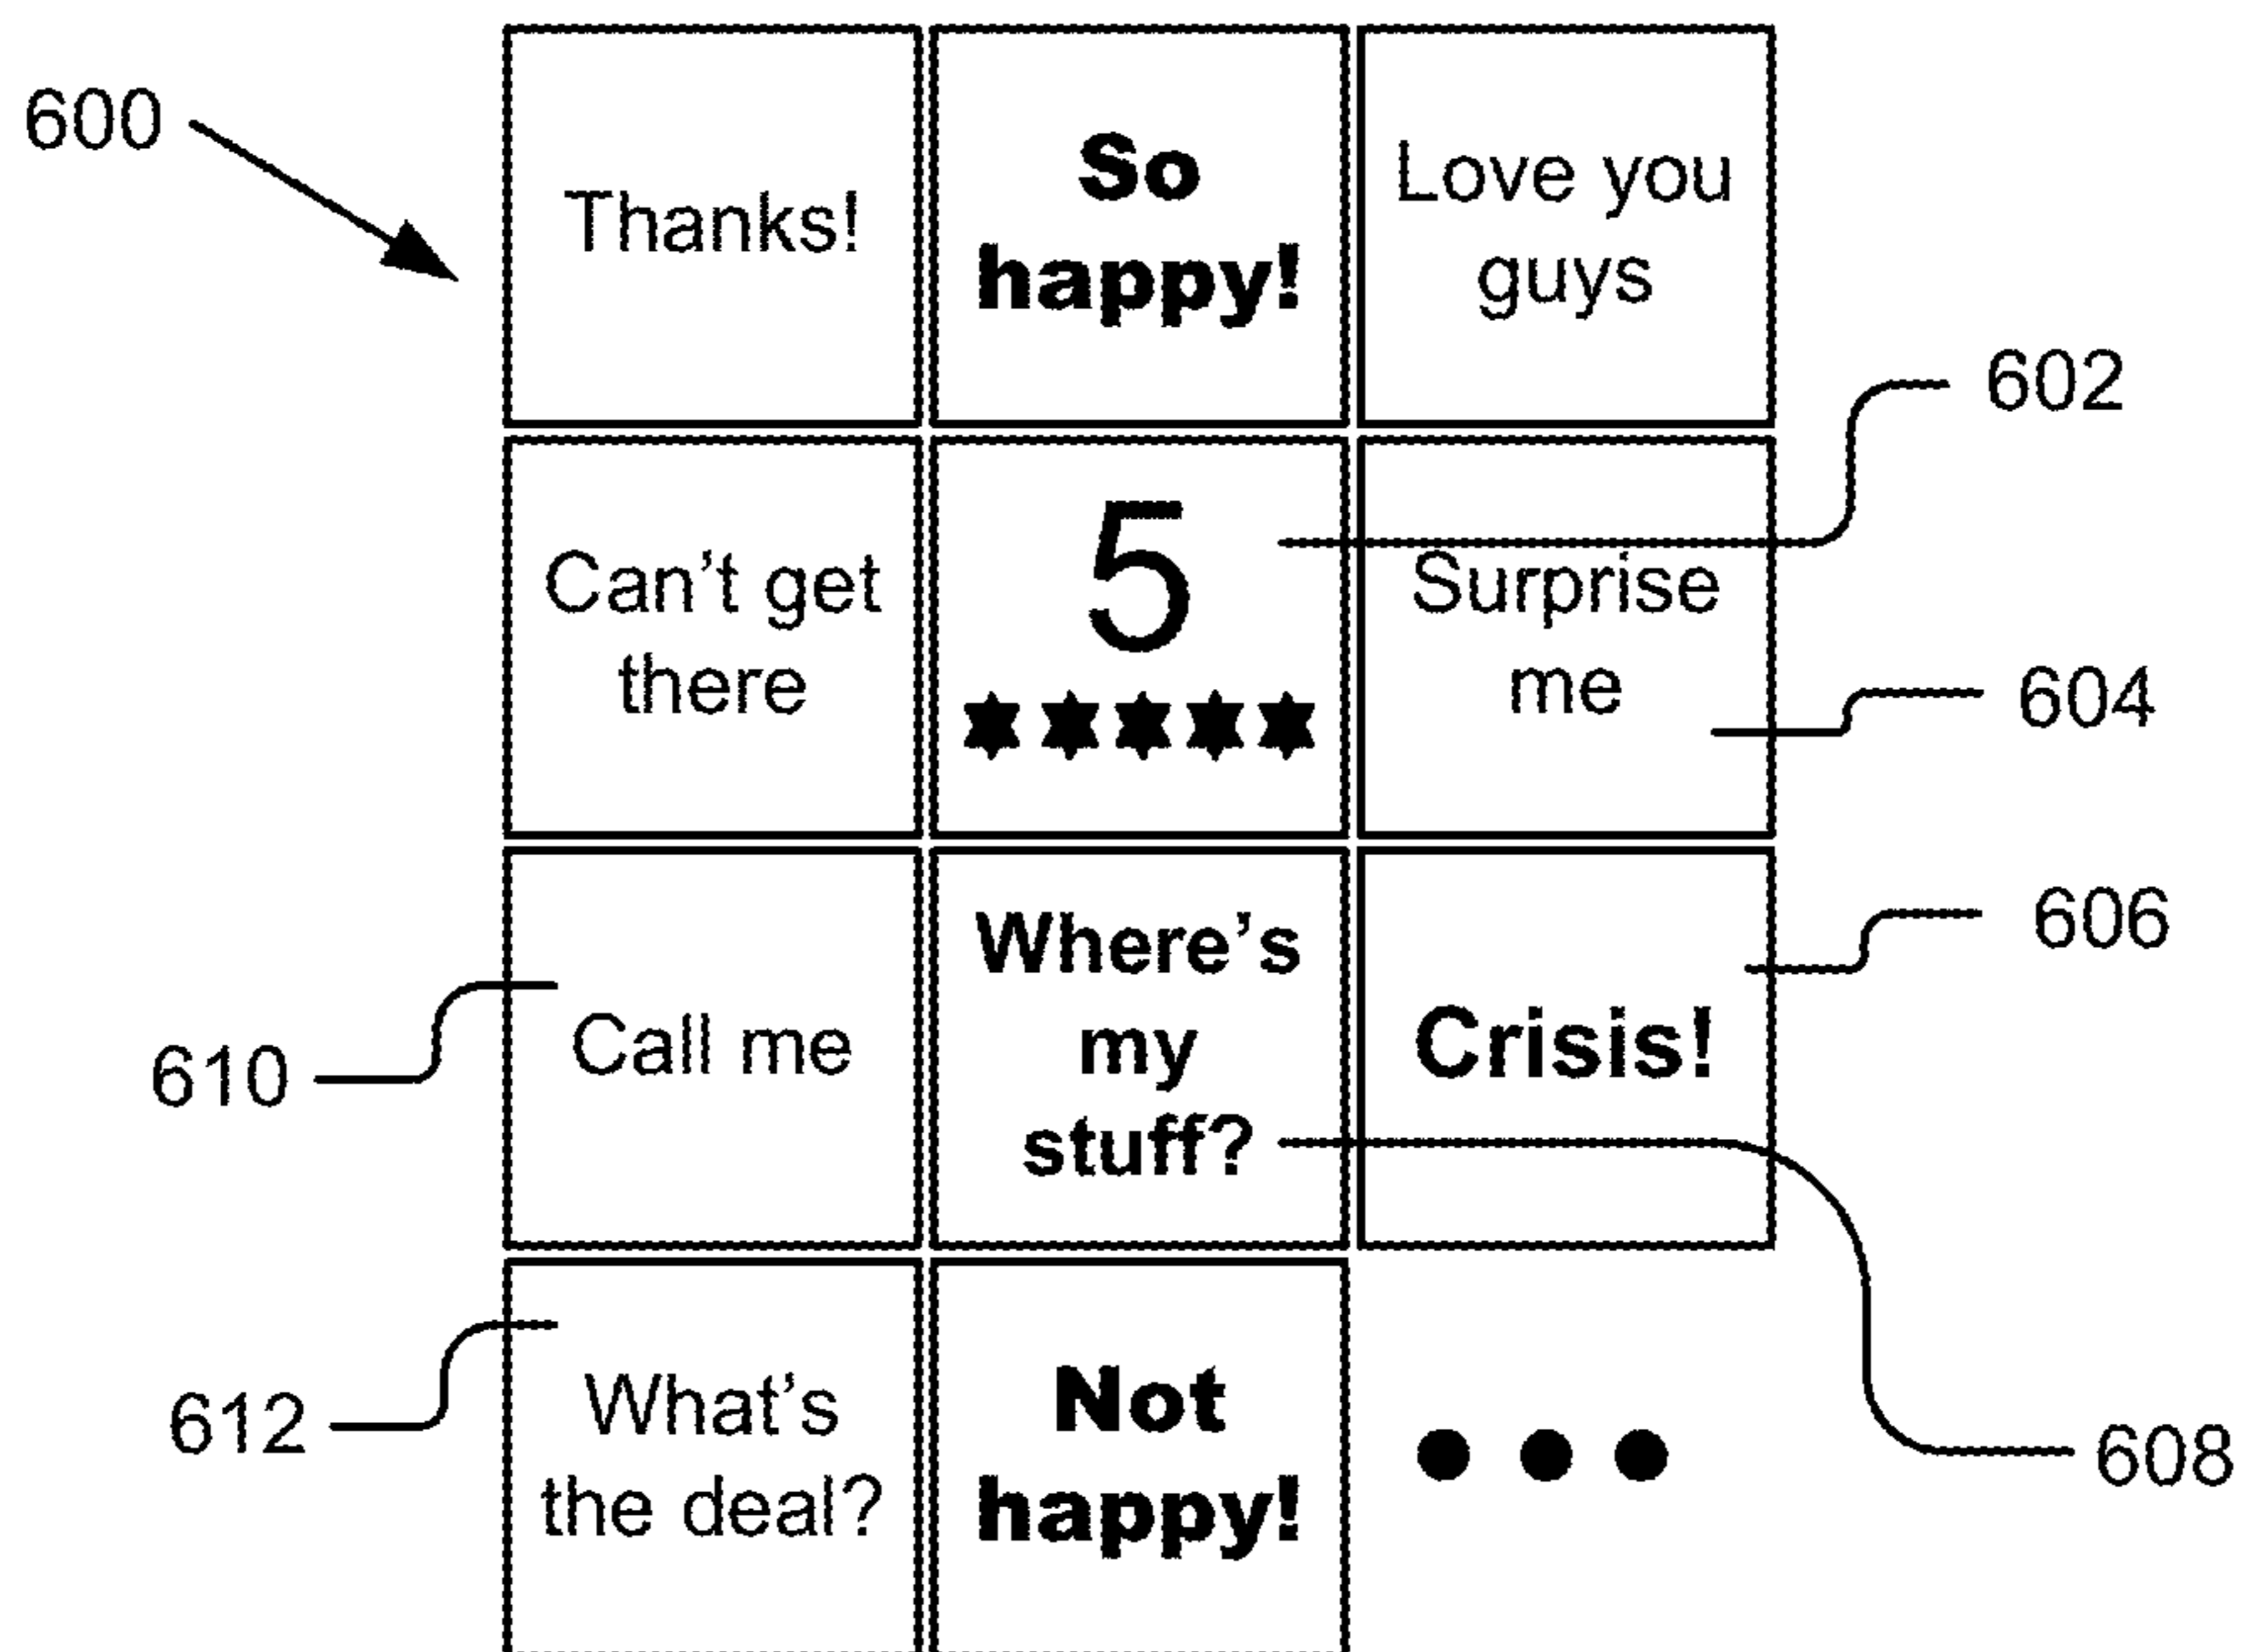 600
Thanks!
So
happy!
Love you
guys
602
Can't get
there
5
Surprise
me
604
Call me
Where's
my
stuff?
Crisis!
606
610
612
What's
the deal?
Not
happy!
608